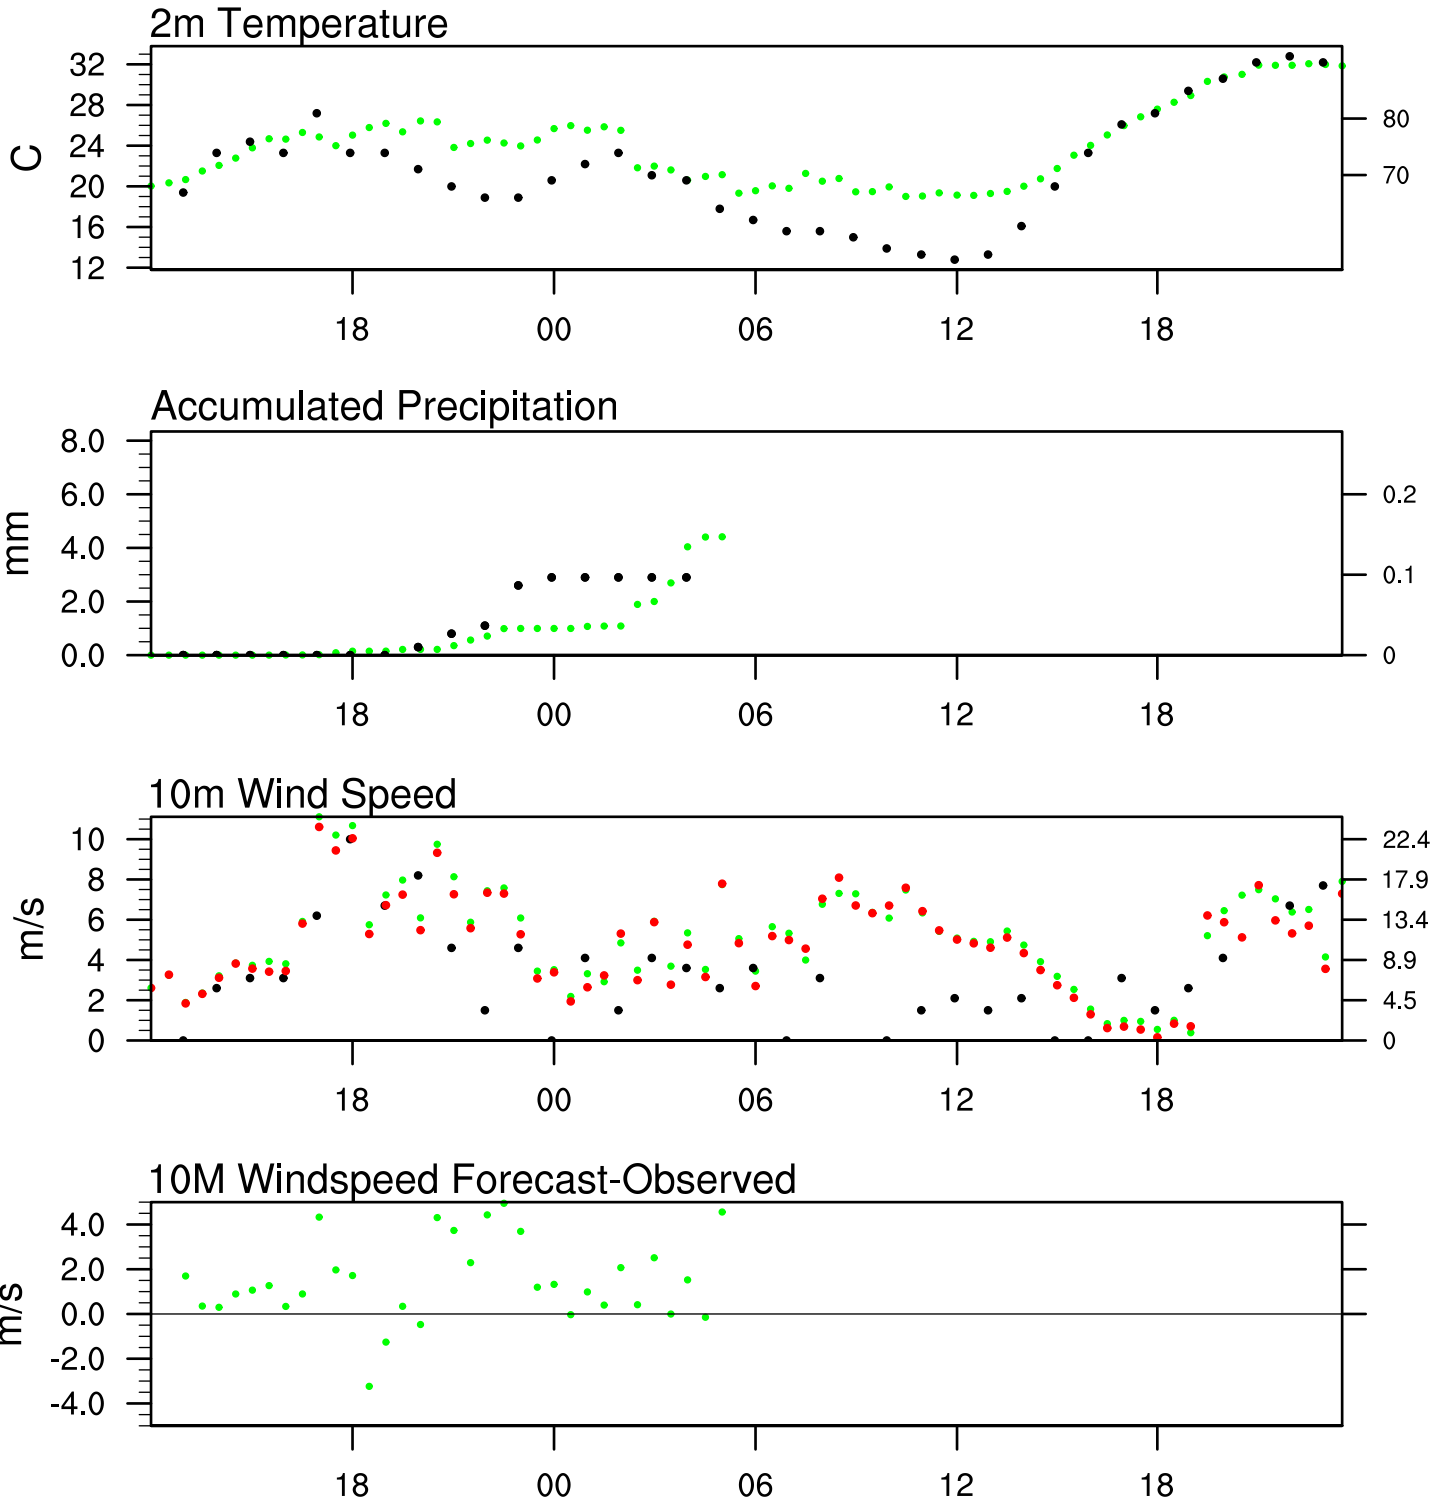 2m Temperature
32
28
24
20
16
12
C
80
70
18 00 06 12 18
Accumulated Precipitation
8.0
6.0
4.0
2.0
0.0
mm
0.2
0.1
0
18 00 06 12 18
10m Wind Speed
10
8
6
4
2
0
m/s
22.4
17.9
13.4
8.9
4.5
0
18 00 06 12 18
10M Windspeed Forecast-Observed
4.0
2.0
0.0
-2.0
-4.0
m/s
18 00 06 12 18